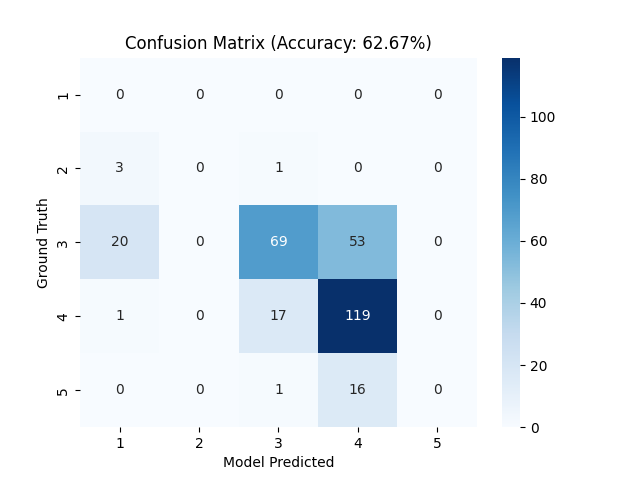 Confusion Matrix (Accuracy: 62.67%)
Ground Truth
1 0 0 0 0 0
2 3 0 1 0 0
3 20 0 69 53 0
4 1 0 17 119 0
5 0 0 1 16 0
1 2 3 4 5
Model Predicted
100
80
60
40
20
0